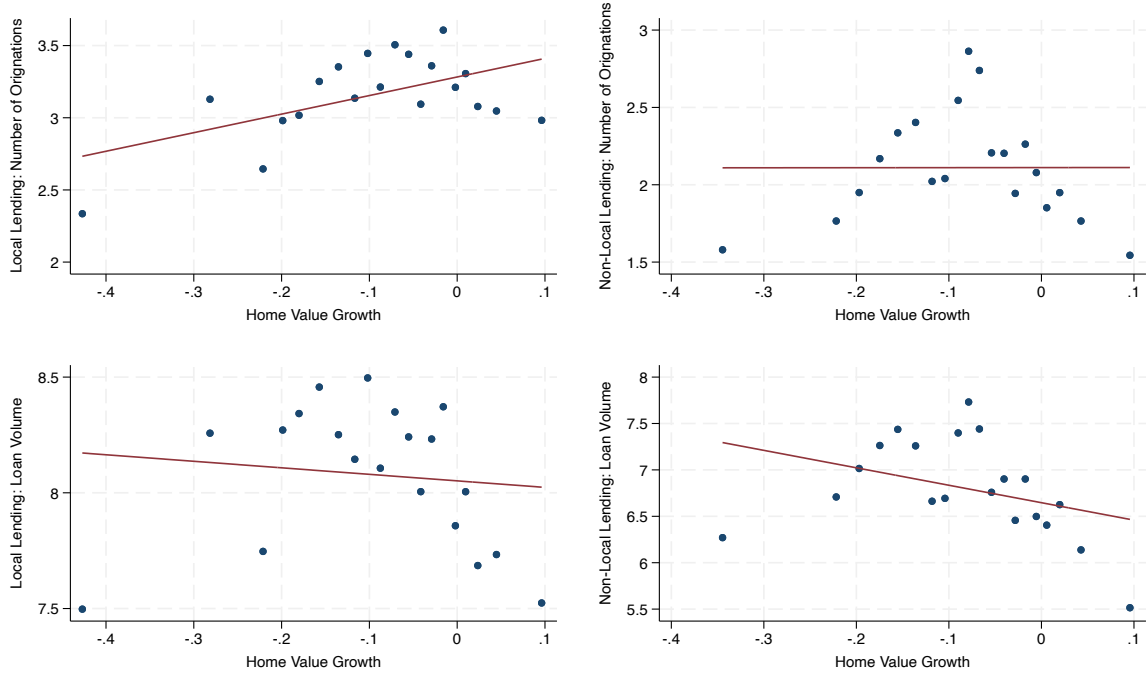 Local Lending: Number of Orignations
3.5
3
2.5
2
-.4 -.3 -.2 -.1 0 .1
Home Value Growth
Non-Local Lending: Number of Orignations
3
2.5
2
1.5
-.4 -.3 -.2 -.1 0 .1
Home Value Growth
Local Lending: Loan Volume
8.5
8
7.5
-.4 -.3 -.2 -.1 0 .1
Home Value Growth
Non-Local Lending: Loan Volume
8
7.5
7
6.5
6
5.5
-.4 -.3 -.2 -.1 0 .1
Home Value Growth